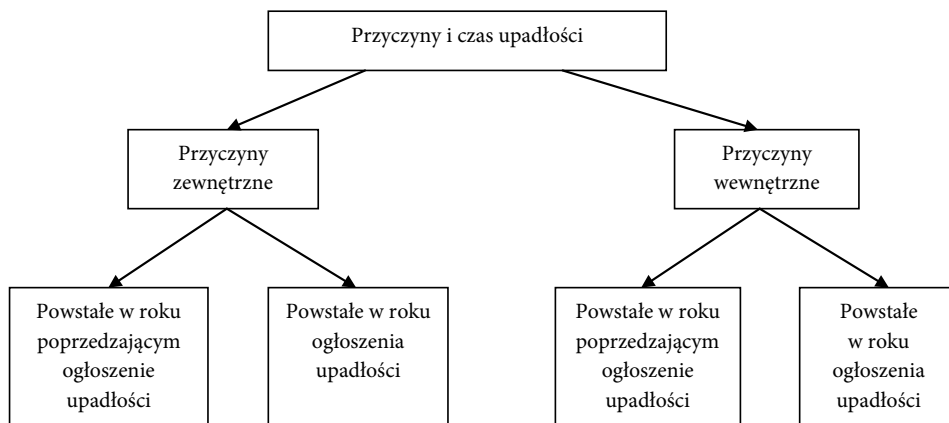 Przyczyny i czas upadłości
Przyczyny
zewnętrzne
Przyczyny
wewnętrzne
Powstałe w roku
poprzedzającym
ogłoszenie
upadłości
Powstałe w roku
ogłoszenia
upadłości
Powstałe w roku
poprzedzającym
ogłoszenie
upadłości
Powstałe
w roku
ogłoszenia
upadłości